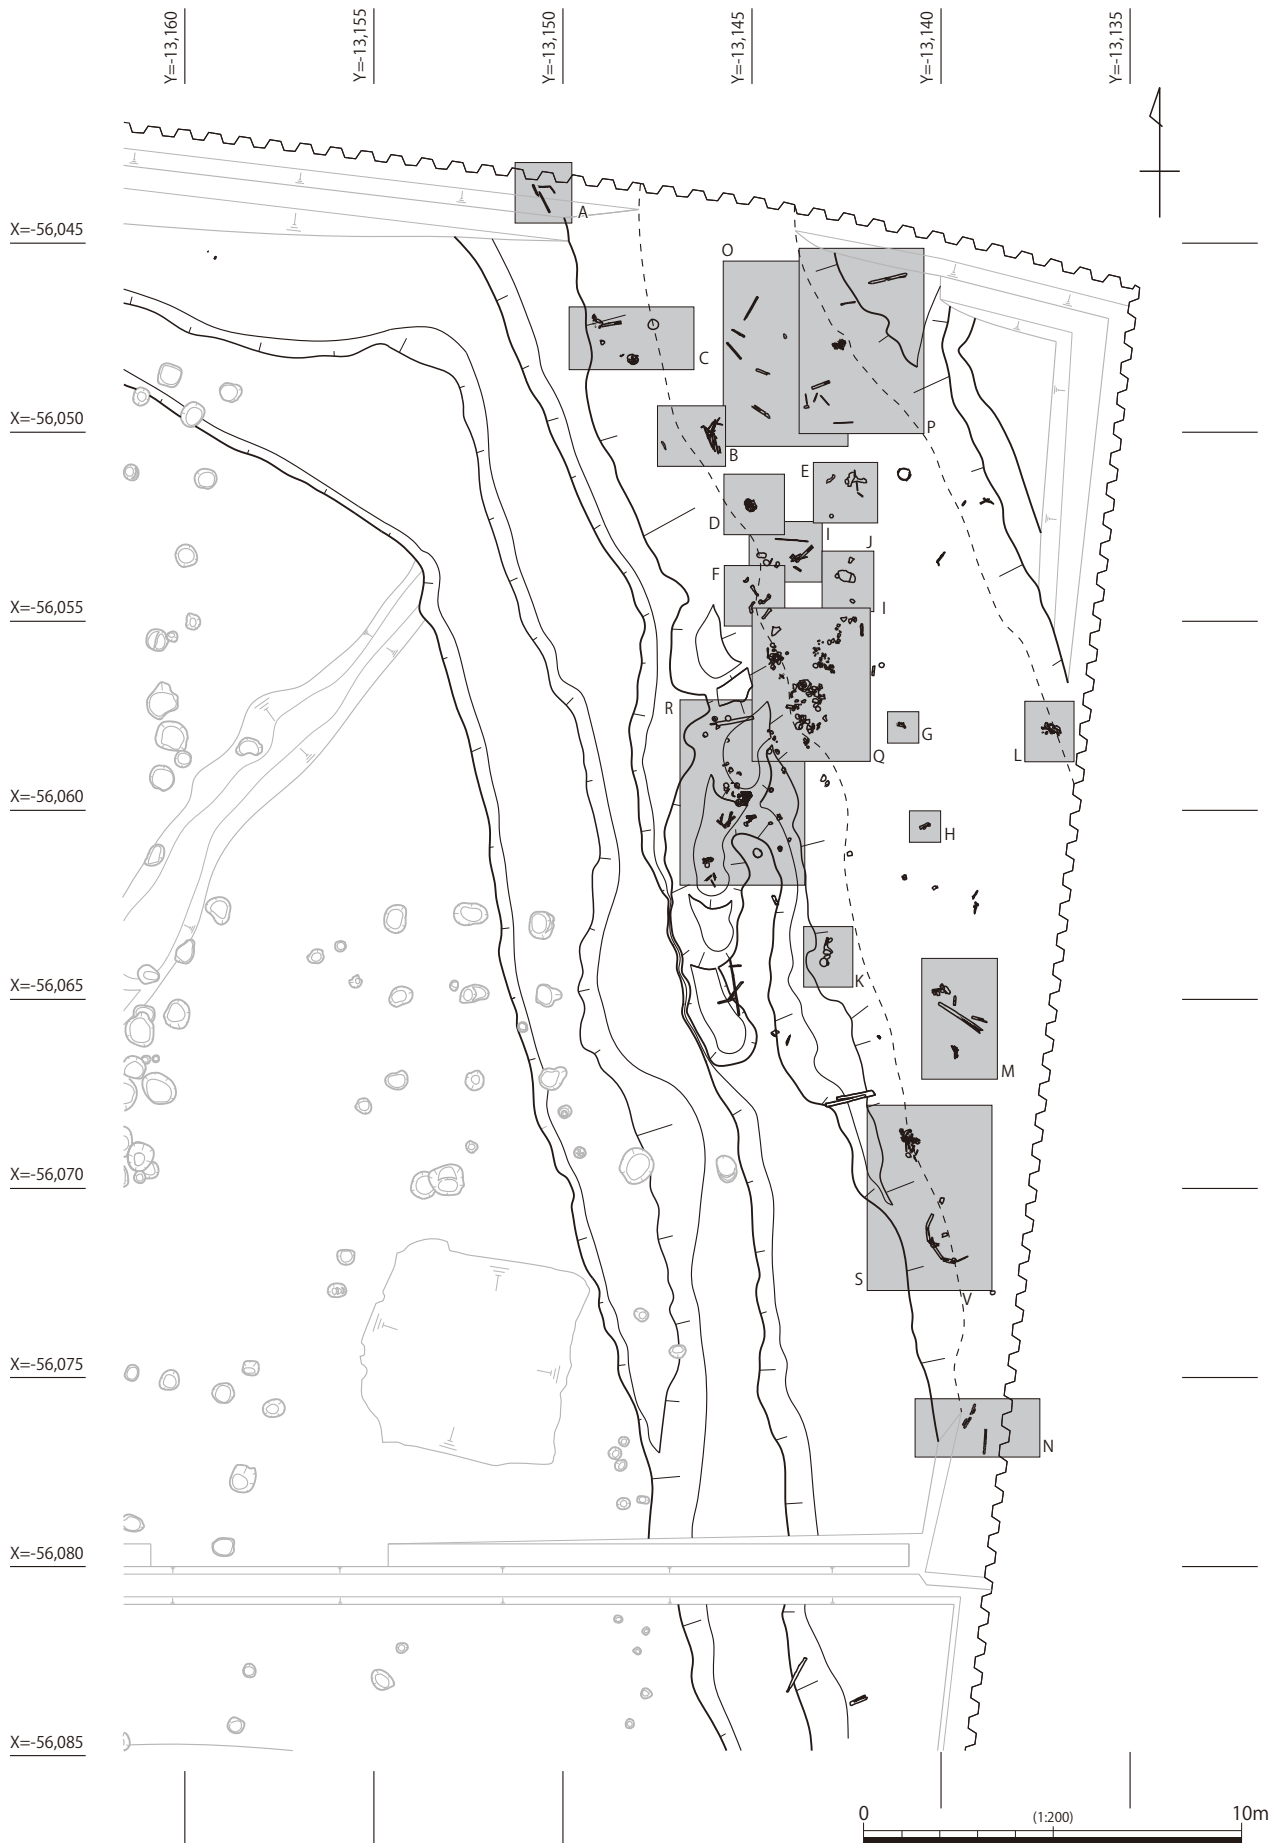 Y=-13,160
Y=-13,155
Y=-13,150
Y=-13,145
Y=-13,140
Y=-13,135
A
X=-56,045
O
C
X=-56,050
P
B
E
D
I
J
F
I
X=-56,055
R
G
Q
L
X=-56,060
H
K
X=-56,065
M
X=-56,070
S
V
X=-56,075
N
X=-56,080
X=-56,085
0
(1:200)
10m